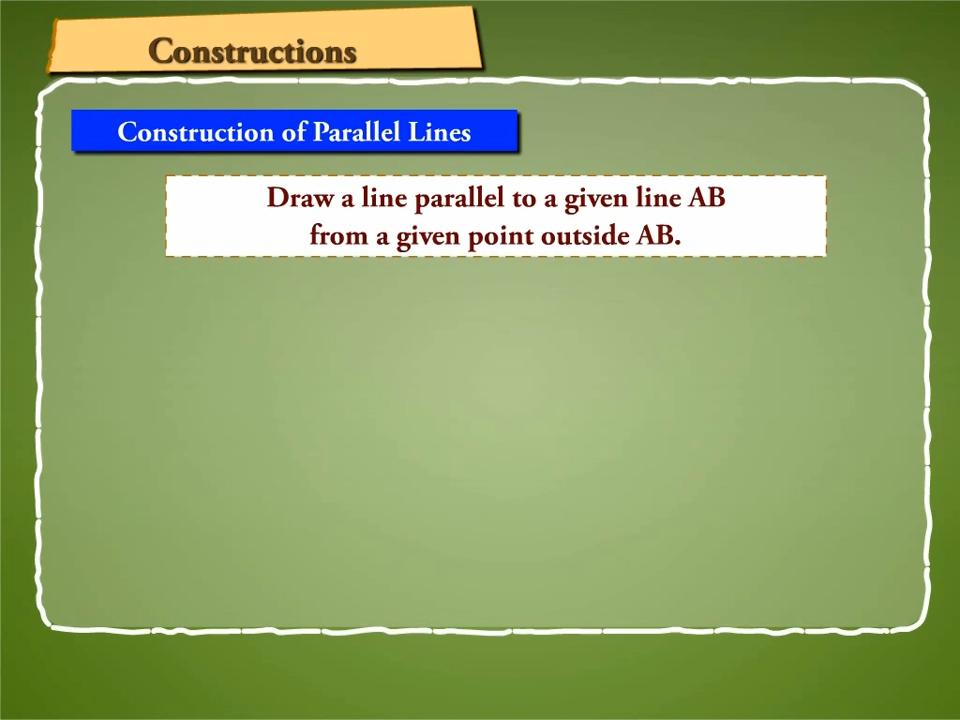 Constructions
Construction of Parallel Lines
Draw a line parallel to a given line AB
from a given point outside AB.